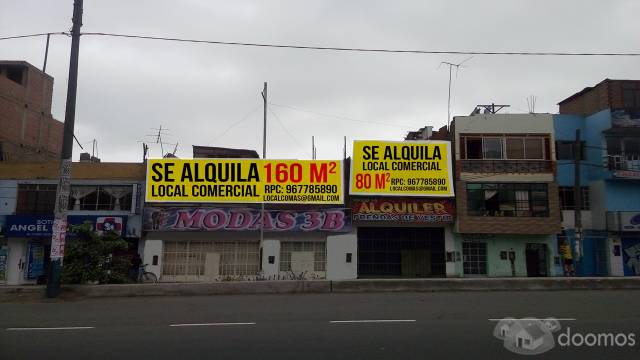 SE ALQUILA 160 M²
LOCAL COMERCIAL RPC: 967785890
LOCALCOMAS@GMAIL.COM
SE ALQUILA
LOCAL COMERCIAL
80 M² RPC: 967785890
LOCALCOMAS@GMAIL.COM
MODAS 3B
ALQUILER
PRENDAS DE VESTIR
BOTICA
ANGEL
doomos